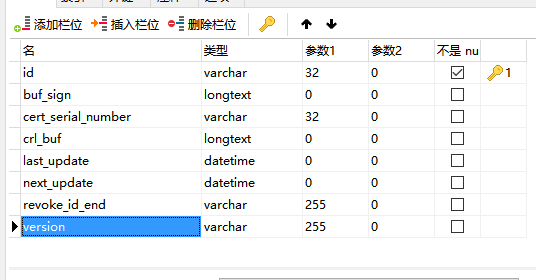 添加栏位 插入栏位 删除栏位
名 类型 参数1 参数2 不是 nu
id varchar 32 0 1
buf_sign longtext 0 0
cert_serial_number varchar 32 0
crl_buf longtext 0 0
last_update datetime 0 0
next_update datetime 0 0
revoke_id_end varchar 255 0
version varchar 255 0